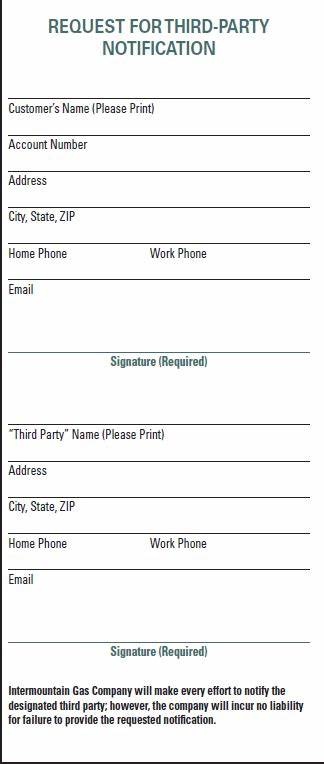 REQUEST FOR THIRD-PARTY
NOTIFICATION
Customer's Name (Please Print)
Account Number
Address
City, State, ZIP
Home Phone Work Phone
Email
Signature (Required)
“Third Party” Name (Please Print)
Address
City, State, ZIP
Home Phone Work Phone
Email
Signature (Required)
Intermountain Gas Company will make every effort to notify the
designated third party; however, the company will incur no liability
for failure to provide the requested notification.